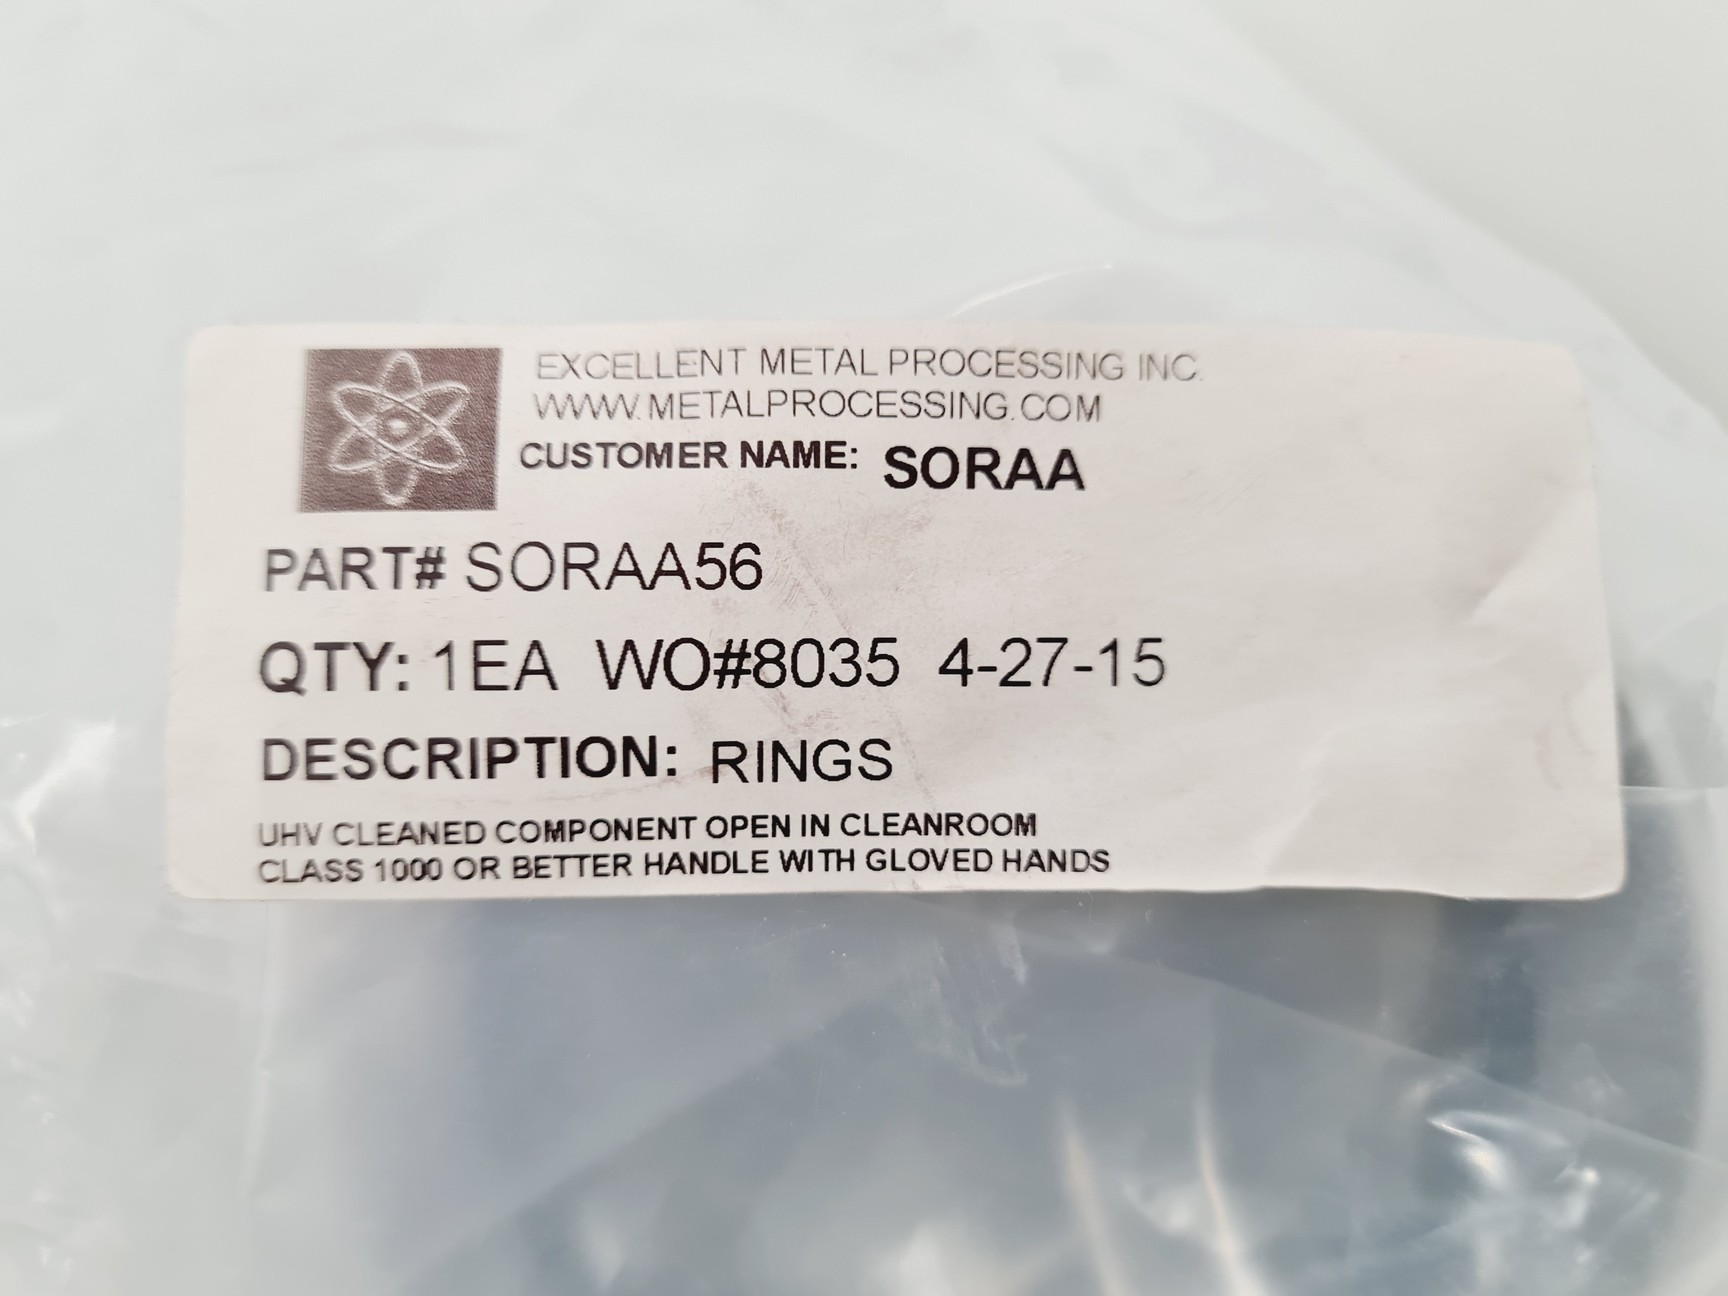 EXCELLENT METAL PROCESSING INC.
WWW.METALPROCESSING.COM
CUSTOMER NAME: SORAA
PART# SORAA56
QTY: 1EA WO#8035 4-27-15
DESCRIPTION: RINGS
UHV CLEANED COMPONENT OPEN IN CLEANROOM
CLASS 1000 OR BETTER HANDLE WITH GLOVED HANDS